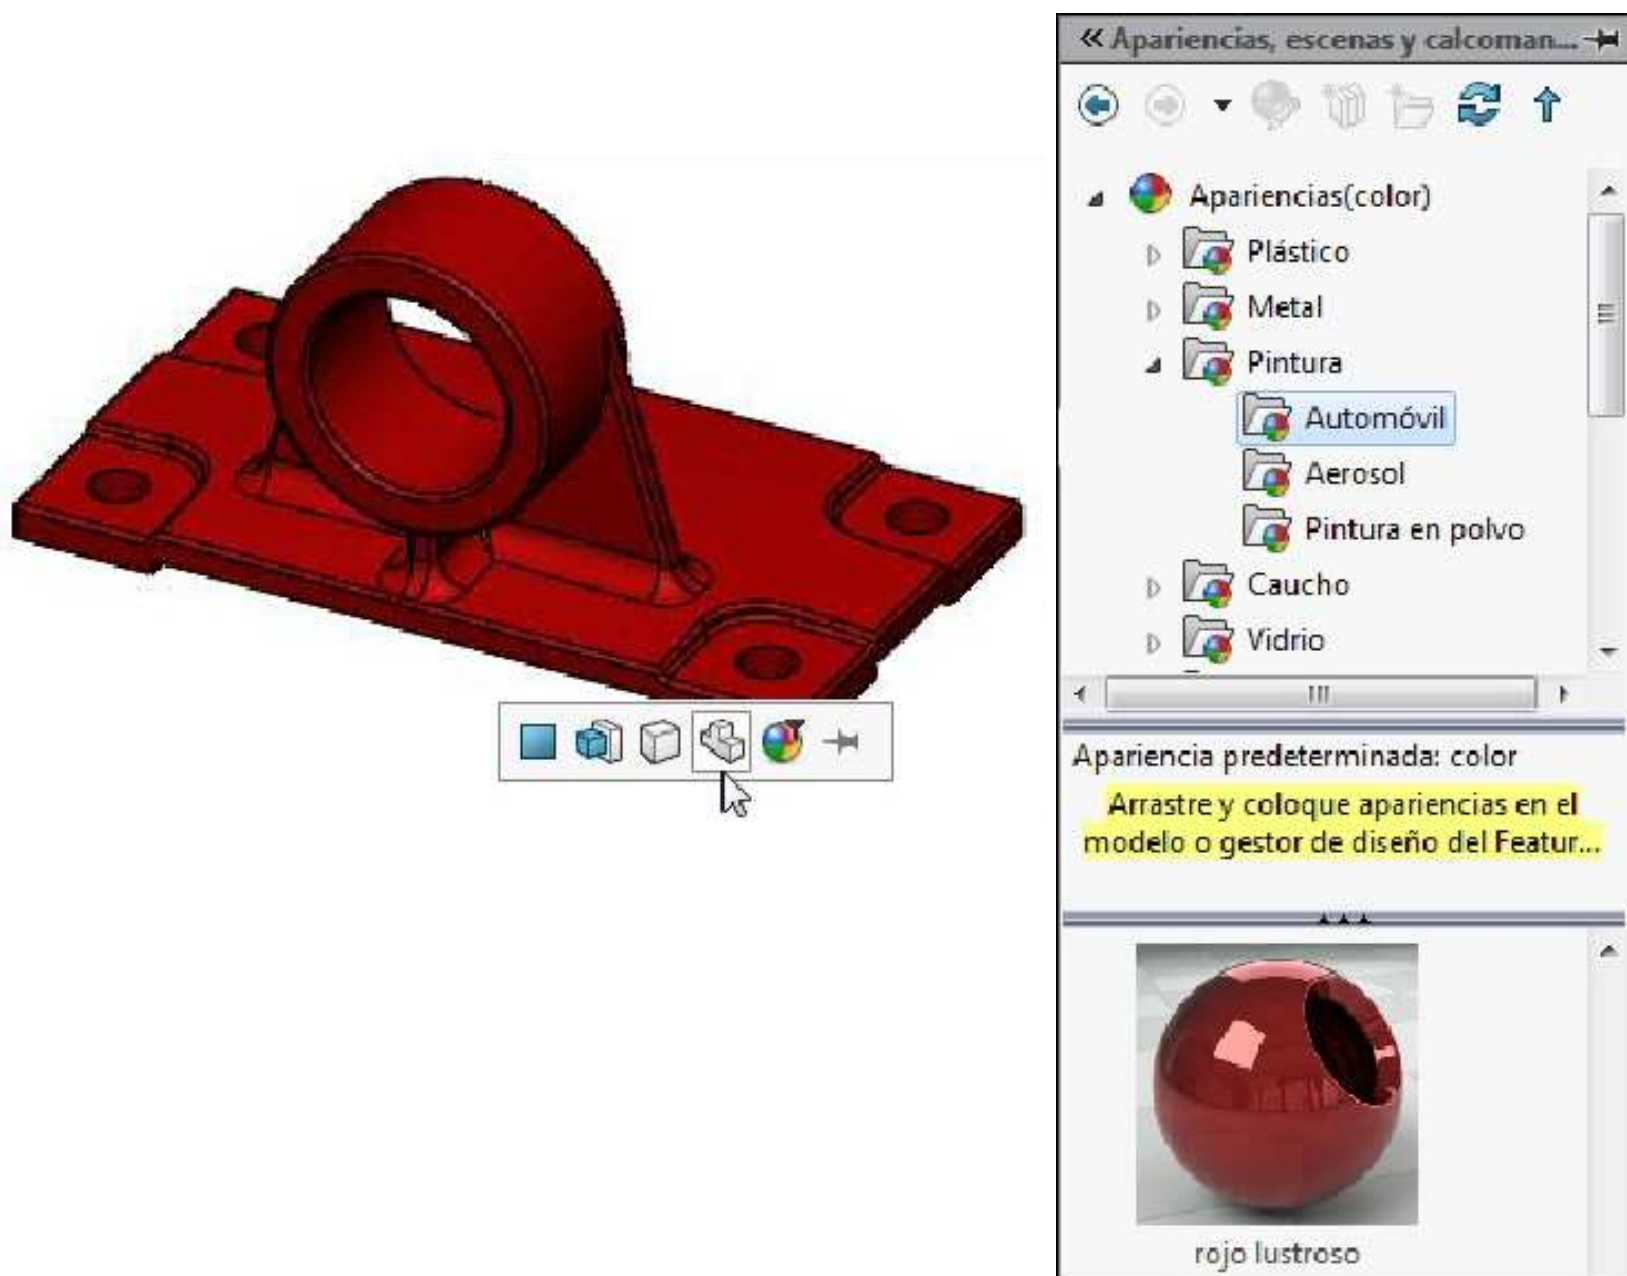 Apariencias, escenas y calcoman...
Apariencias(color)
Plástico
Metal
Pintura
Automóvil
Aerosol
Pintura en polvo
Caucho
Vidrio
Apariencia predeterminada: color
Arrastre y coloque apariencias en el
modelo o gestor de diseño del Featur...
rojo lustroso